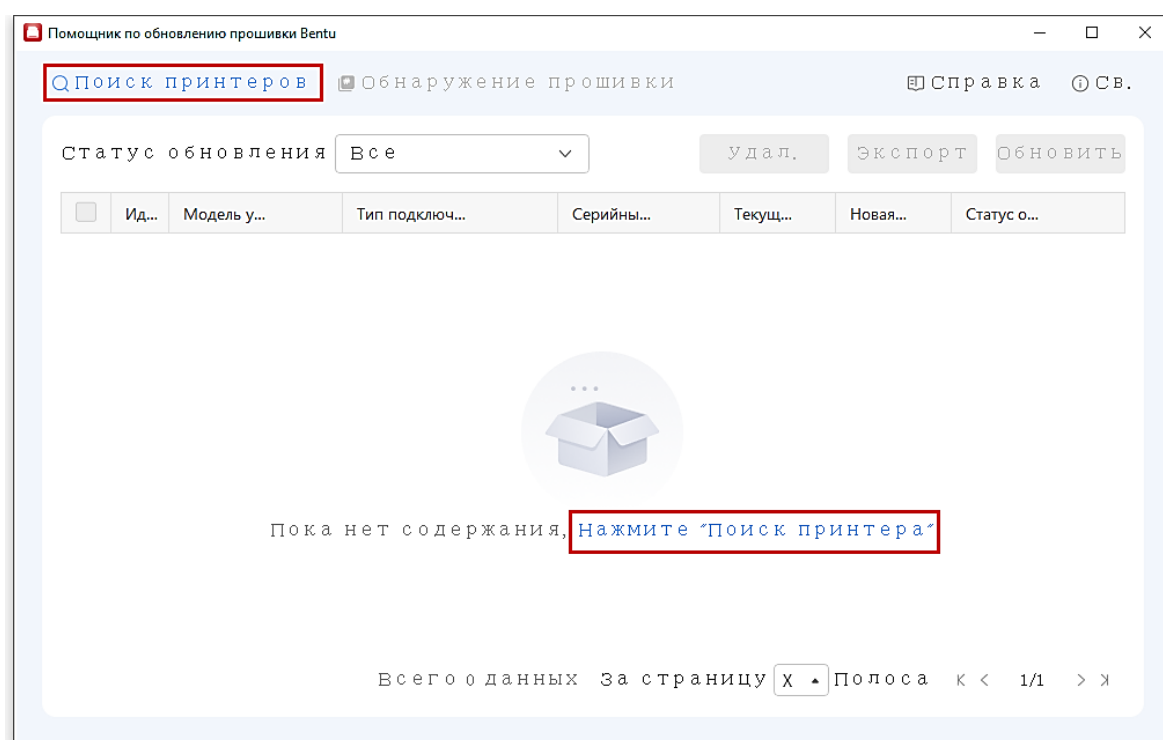 Помощник по обновлению прошивки Bentu
Поиск принтеров Обнаружение прошивки Справка Св.
Статус обновления Все Удал. Экспорт Обновить
Ид... Модель у... Тип подключ... Серийны... Текущ... Новая... Статус о...
Пока нет содержания, Нажмите "Поиск принтера"
Всего 0 данных За страницу X Полоса 1/1